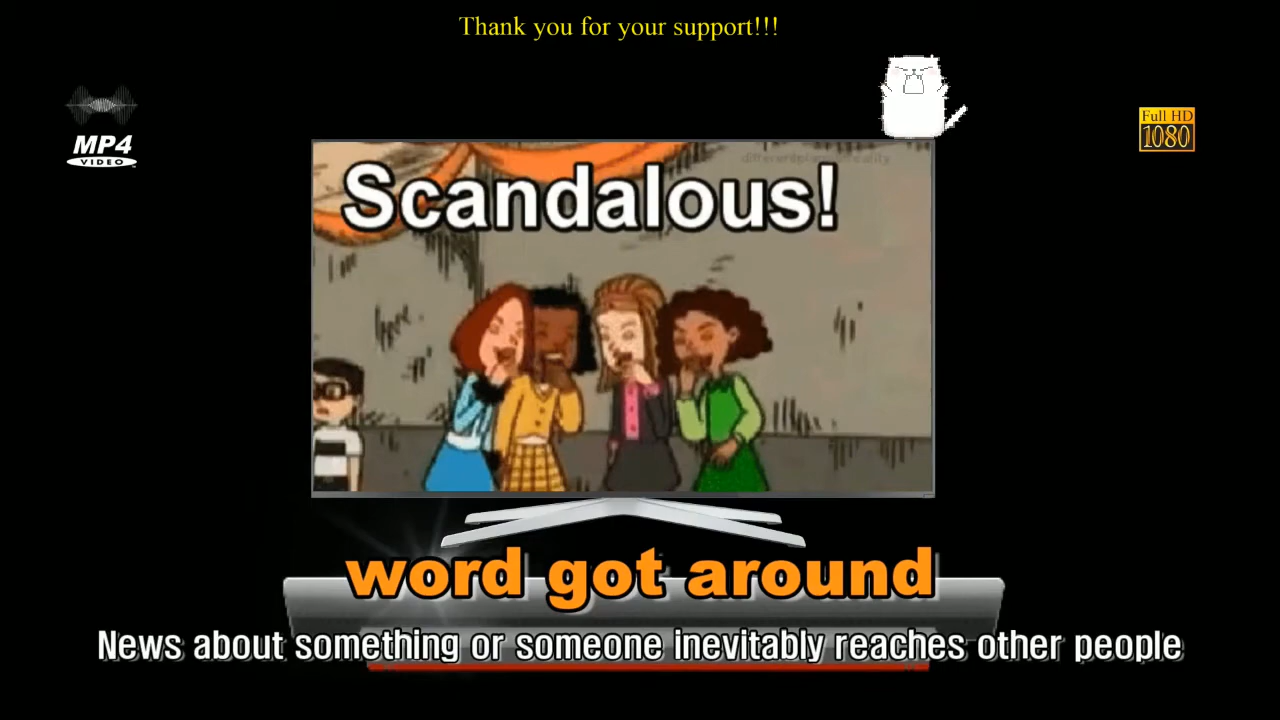 Thank you for your support!!!
MP4
VIDEO
Full HD
1080
Scandalous!
word got around
News about something or someone inevitably reaches other people